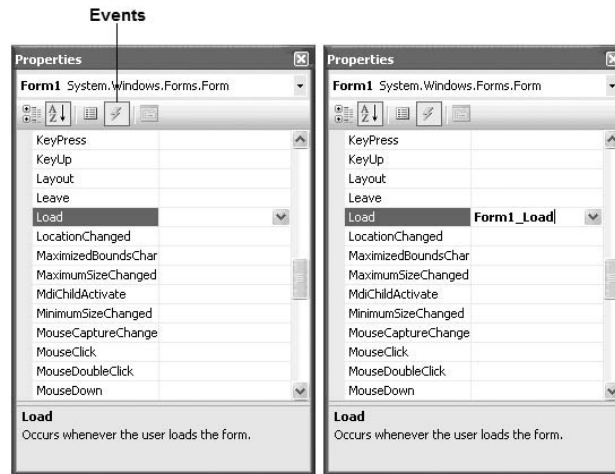 Events
Properties
Form1 System.Windows.Forms.Form
KeyPress
KeyUp
Layout
Leave
Load
LocationChanged
MaximizedBoundsChar
MaximumSizeChanged
MdiChildActivate
MinimumSizeChanged
MouseCaptureChange
MouseClick
MouseDoubleClick
MouseDown
Load
Occurs whenever the user loads the form.
Properties
Form1 System.Windows.Forms.Form
KeyPress
KeyUp
Layout
Leave
Load Form1_Load
LocationChanged
MaximizedBoundsChar
MaximumSizeChanged
MdiChildActivate
MinimumSizeChanged
MouseCaptureChange
MouseClick
MouseDoubleClick
MouseDown
Load
Occurs whenever the user loads the form.